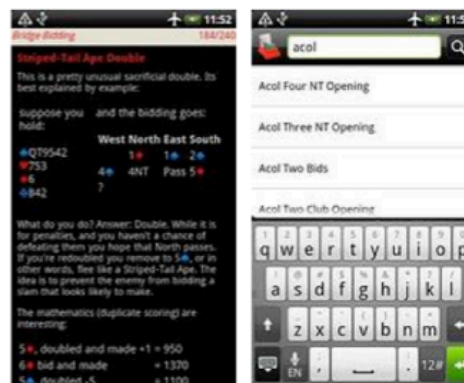 11:52
Bridge Bidding 184/240
Striped-Tail Ape Double
This is a pretty unusual sacrificial double. Its
best explained by example:
suppose you and the bidding goes:
hold:
West North East South
♠QT9542 1 1 2
♥753 4 4NT Pass 5
♦6 ?
♣842
What do you do? Answer: Double. While it is
for penalties, and you haven't a chance of
defeating them you hope that North passes.
If you're redoubled you remove to 5, or in
other words, flee like a Striped-Tail Ape. The
idea is to prevent the enemy from bidding a
slam that looks likely to make.
The mathematics (duplicate scoring) are
interesting:
5, doubled and made +1 = 950
6 bid and made = 1370
5, doubled -5 = 1100
acol
Acol Four NT Opening
Acol Three NT Opening
Acol Two Bids
Acol Two Club Opening
q w e r t y u i o p
a s d f g h j k l
z x c v b n m
EN , . 12#